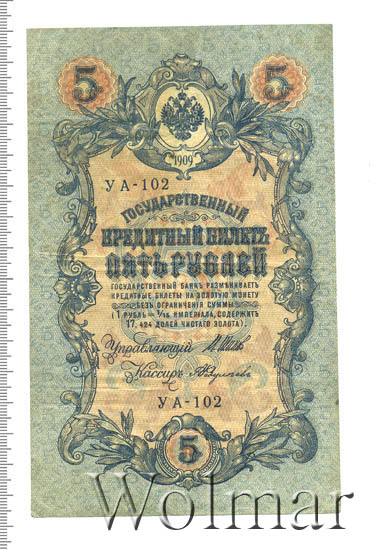 5 5
1909
УА-102
ГОСУДАРСТВЕННЫЙ
КРЕДИТНЫЙ БИЛЕТЪ
ПЯТЬ РУБЛЕЙ
ГОСУДАРСТВЕННЫЙ БАНКЪ РАЗМѢНИВАЕТЪ
КРЕДИТНЫЕ БИЛЕТЫ НА ЗОЛОТУЮ МОНЕТУ
БЕЗЪ ОГРАНИЧЕНІЯ СУММЫ
(1 РУБЛЬ = 1/15 ИМПЕРІАЛА, СОДЕРЖИТЪ
17,424 ДОЛЕЙ ЧИСТАГО ЗОЛОТА).
Управляющій
Кассиръ
УА-102
5
Wolmar